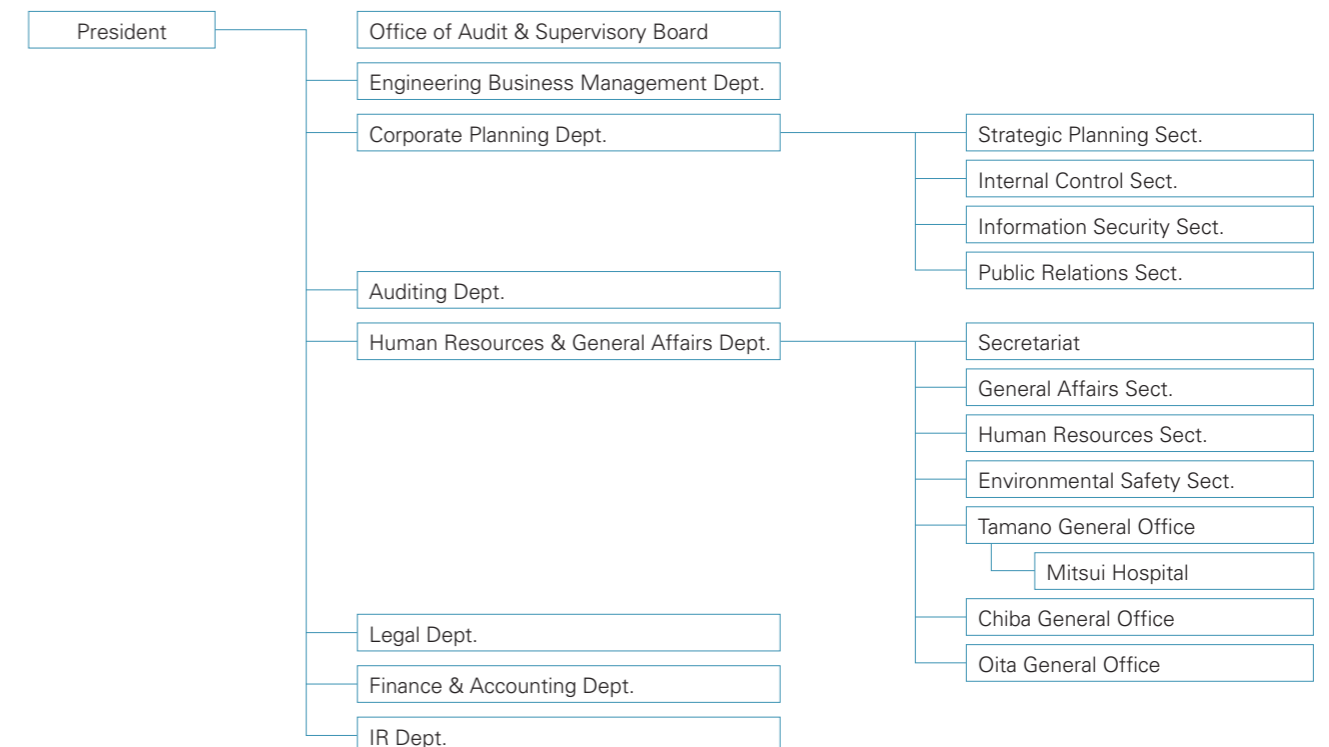 President
Office of Audit & Supervisory Board
Engineering Business Management Dept.
Corporate Planning Dept.
Strategic Planning Sect.
Internal Control Sect.
Information Security Sect.
Public Relations Sect.
Auditing Dept.
Human Resources & General Affairs Dept.
Secretariat
General Affairs Sect.
Human Resources Sect.
Environmental Safety Sect.
Tamano General Office
Mitsui Hospital
Chiba General Office
Oita General Office
Legal Dept.
Finance & Accounting Dept.
IR Dept.